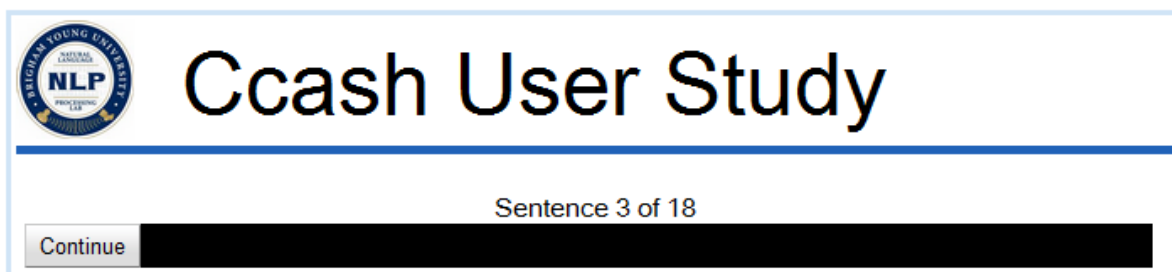 BRIGHAM YOUNG UNIVERSITY
NATURAL
LANGUAGE
NLP
PROCESSING
LAB
Ccash User Study
Sentence 3 of 18
Continue